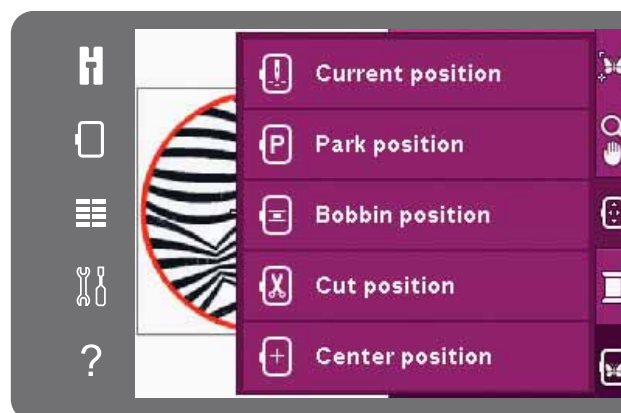 Current position
P Park position
Bobbin position
Cut position
Center position
?